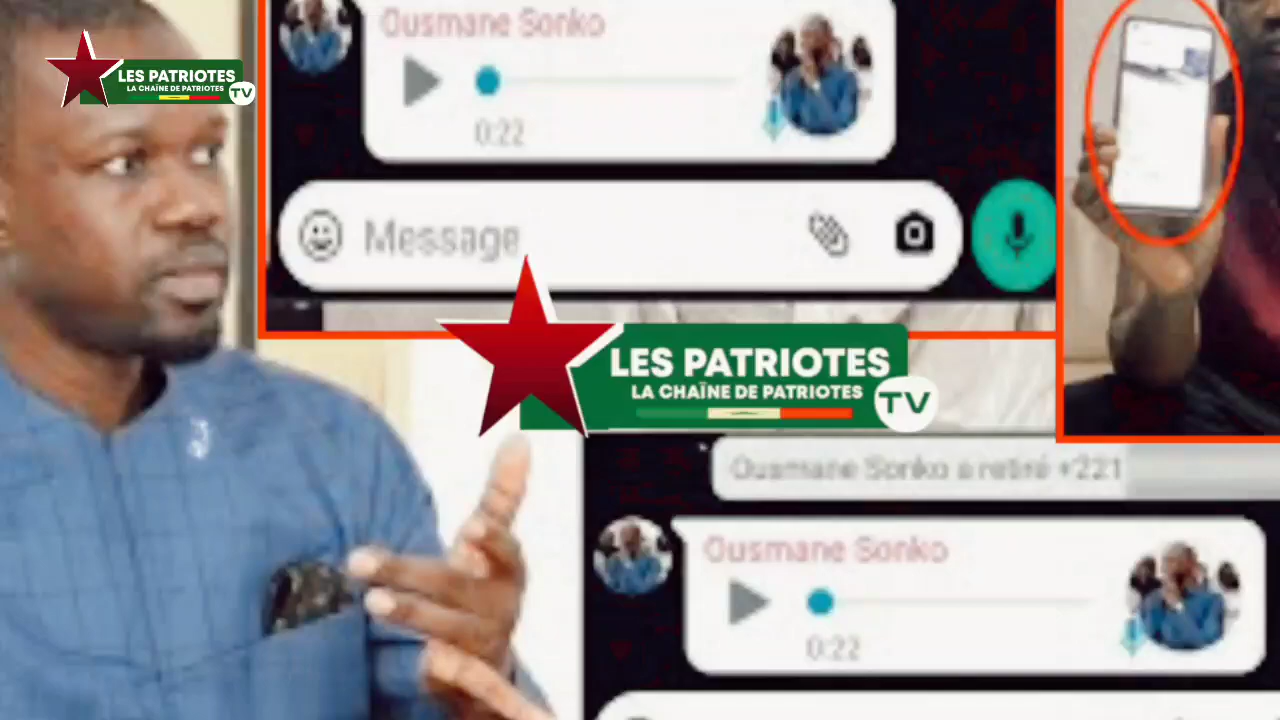 LES PATRIOTES
LA CHAÎNE DE PATRIOTES
TV
Ousmane Sonko
0:22
Message
LES PATRIOTES
LA CHAÎNE DE PATRIOTES
TV
Ousmane Sonko a retiré +221
Ousmane Sonko
0:22